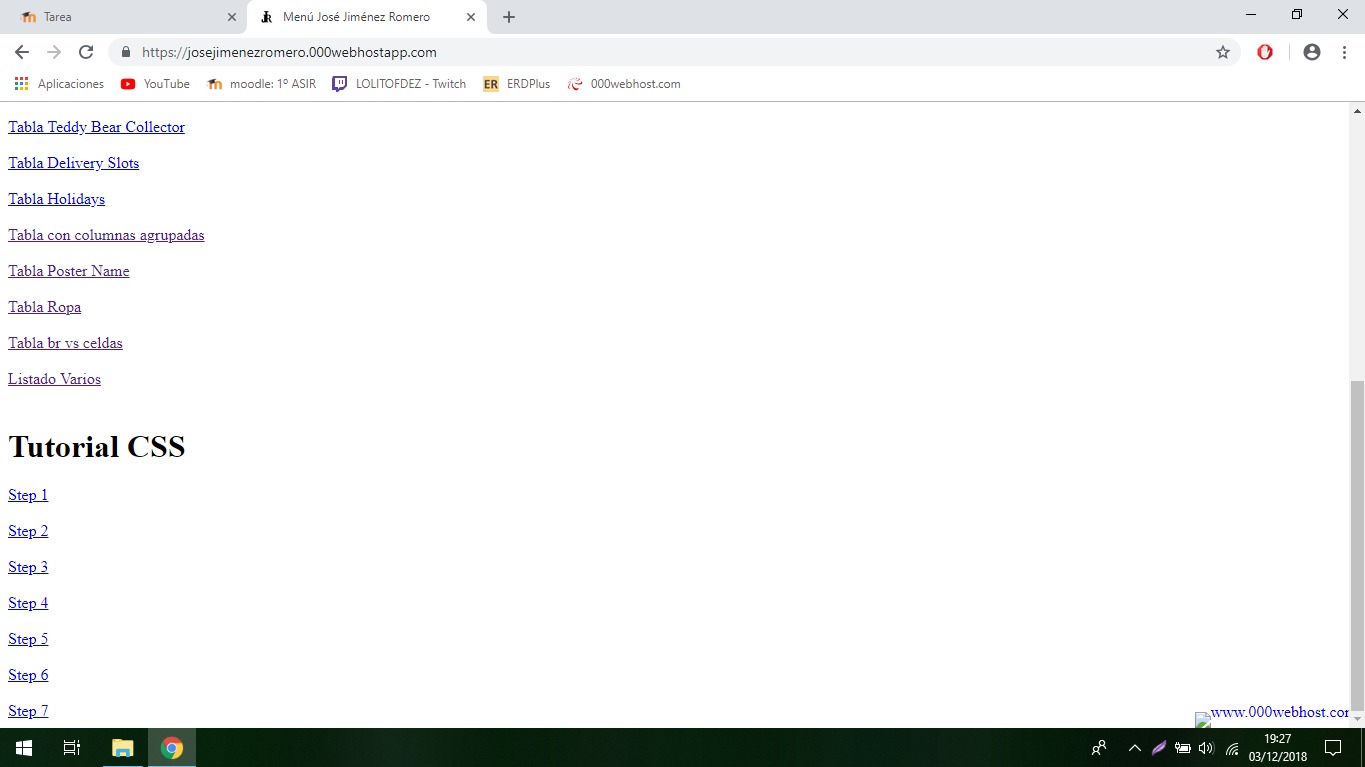 Tarea
Menú José Jiménez Romero
https://josejimenezromero.000webhostapp.com
Aplicaciones YouTube moodle: 1º ASIR LOLITOFDEZ - Twitch ER ERDPlus 000webhost.com
Tabla Teddy Bear Collector
Tabla Delivery Slots
Tabla Holidays
Tabla con columnas agrupadas
Tabla Poster Name
Tabla Ropa
Tabla br vs celdas
Listado Varios
Tutorial CSS
Step 1
Step 2
Step 3
Step 4
Step 5
Step 6
Step 7
www.000webhost.com
19:27
03/12/2018